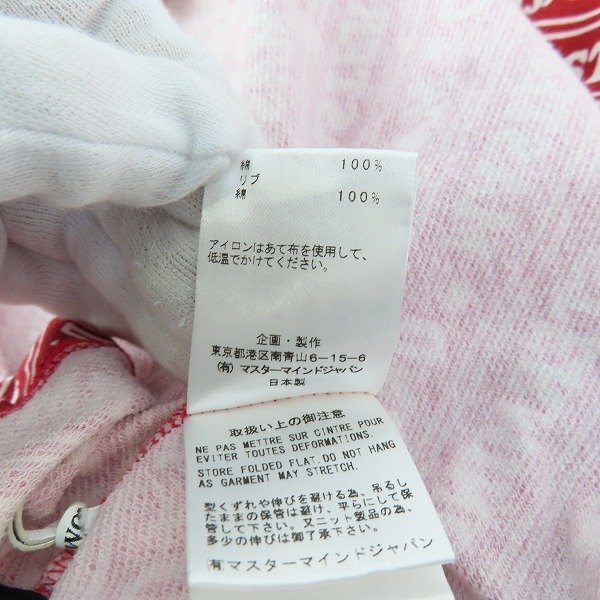 綿 100%
リブ
綿 100%
アイロンはあて布を使用して、
低温でかけてください。
企画・製作
東京都港区南青山6-15-6
(有) マスターマインドジャパン
日本製
取扱い上の御注意
NE PAS METTRE SUR CINTRE POUR
EVITER TOUTES DEFORMATIONS.
STORE FOLDED FLAT.DO NOT HANG
AS GARMENT MAY STRETCH.
型くずれや伸びを避ける為、吊るし
たままの保管は避け、平らにして保
管して下さい。又ニット製品の為、
多少の伸びは御了承下さい。
(有)マスターマインドジャパン